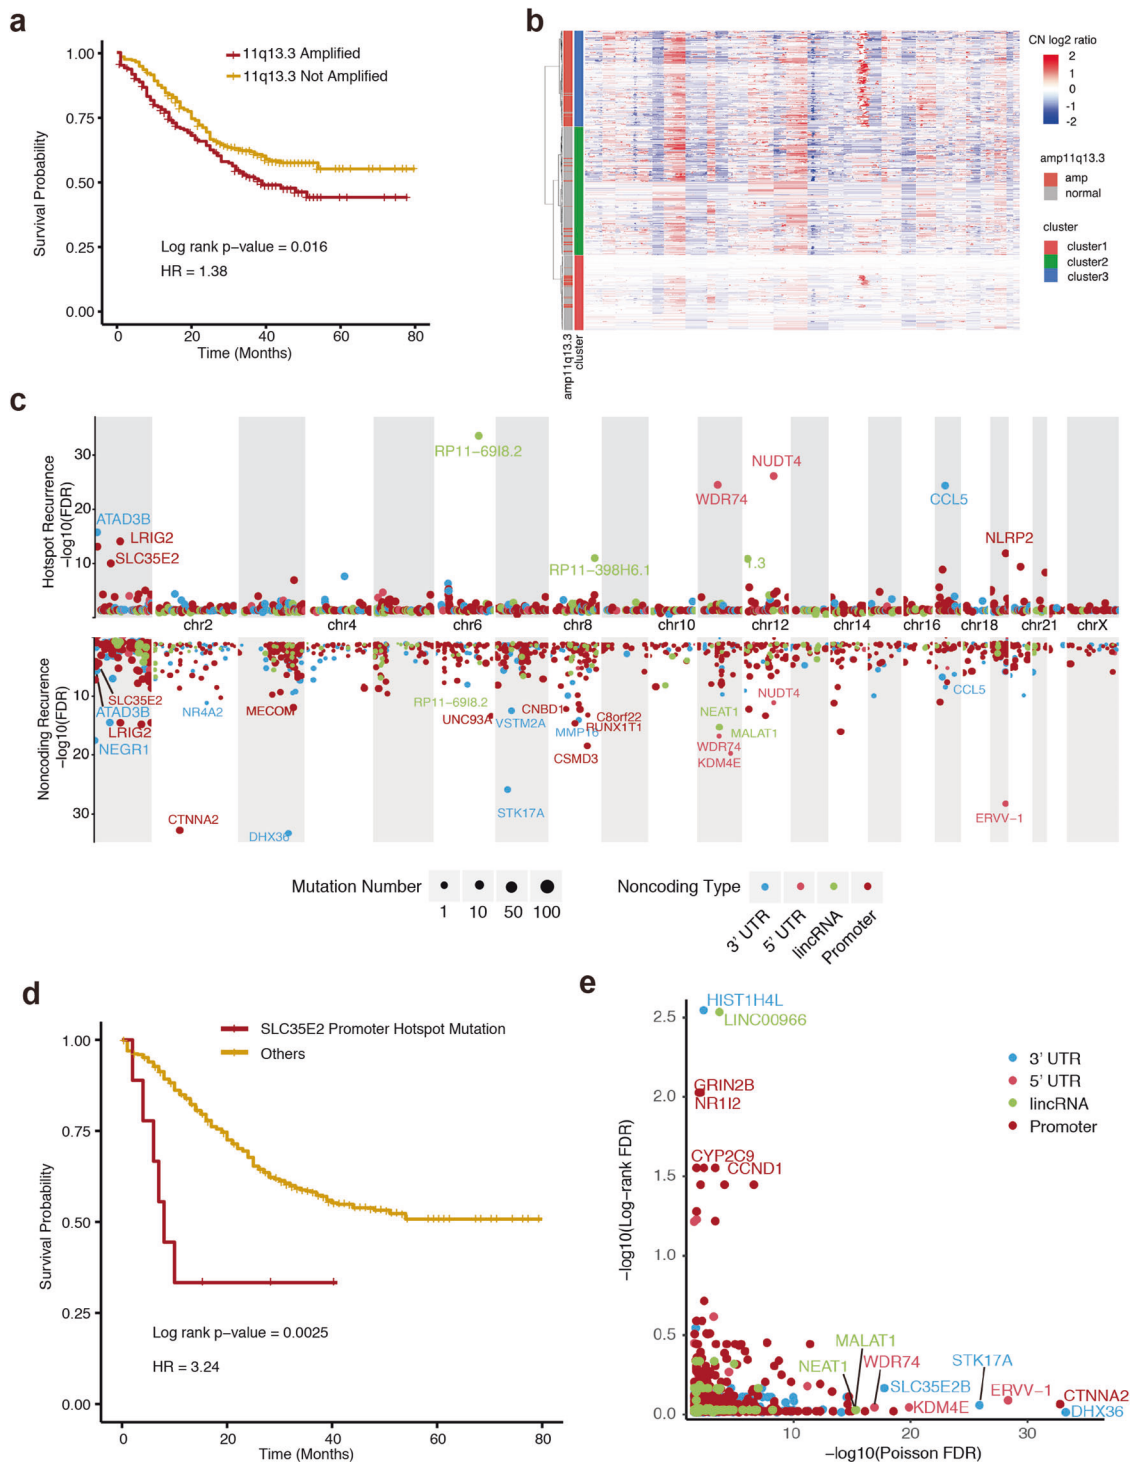 a
1.00
0.75
0.50
0.25
0.00
Survival Probability
11q13.3 Amplified
11q13.3 Not Amplified
Log rank p-value = 0.016
HR = 1.38
0 20 40 60 80
Time (Months)
b
CN log2 ratio
2
1
0
-1
-2
amp11q13.3
amp
normal
cluster
cluster1
cluster2
cluster3
amp11q13.3
cluster
c
Hotspot Recurrence
-log10(FDR)
30
20
10
RP11-69I8.2
NUDT4
WDR74
CCL5
ATAD3B
LRIG2
SLC35E2
NLRP2
RP11-398H6.1
1.3
chr2 chr4 chr6 chr8 chr10 chr12 chr14 chr16 chr18 chr21 chrX
Noncoding Recurence
-log10(FDR)
10
20
30
SLC35E2
ATAD3B
LRIG2
NEGR1
NR4A2
MECOM
RP11-69I8.2
UNC93A
VSTM2A
CNBD1
C8orf22
MMP16
RUNX1T1
CSMD3
NEAT1
NUDT4
MALAT1
WDR74
KDM4E
CCL5
STK17A
CTNNA2
DHX36
ERVV-1
Mutation Number
1 10 50 100
Noncoding Type
3' UTR
5' UTR
lincRNA
Promoter
d
1.00
0.75
0.50
0.25
0.00
Survival Probability
SLC35E2 Promoter Hotspot Mutation
Others
Log rank p-value = 0.0025
HR = 3.24
0 20 40 60 80
Time (Months)
e
2.5
2.0
1.5
1.0
0.5
0.0
-log10(Log-rank FDR)
HIST1H4L
LINC00966
GRIN2B
NR1I2
CYP2C9
CCND1
3' UTR
5' UTR
lincRNA
Promoter
MALAT1
NEAT1
WDR74
STK17A
SLC35E2B
ERVV-1
CTNNA2
KDM4E
DHX36
10 30
-log10(Poisson FDR)